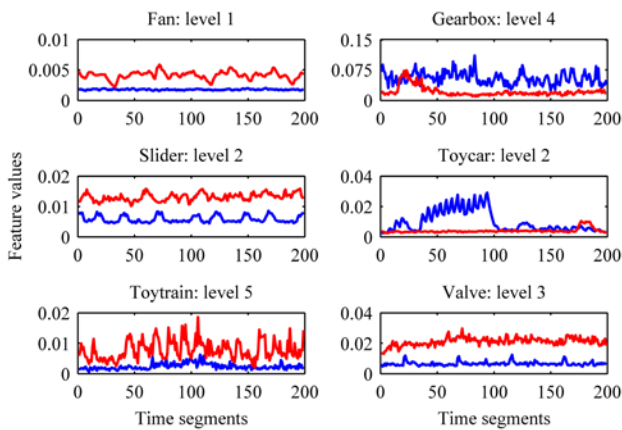 Fan: level 1
0.01
0.005
0
0 50 100 150 200
Gearbox: level 4
0.15
0.075
0
0 50 100 150 200
Slider: level 2
0.02
0.01
0
0 50 100 150 200
Toycar: level 2
0.04
0.02
0
0 50 100 150 200
Toytrain: level 5
0.02
0.01
0
0 50 100 150 200
Valve: level 3
0.04
0.02
0
0 50 100 150 200
Feature values
Time segments
Time segments